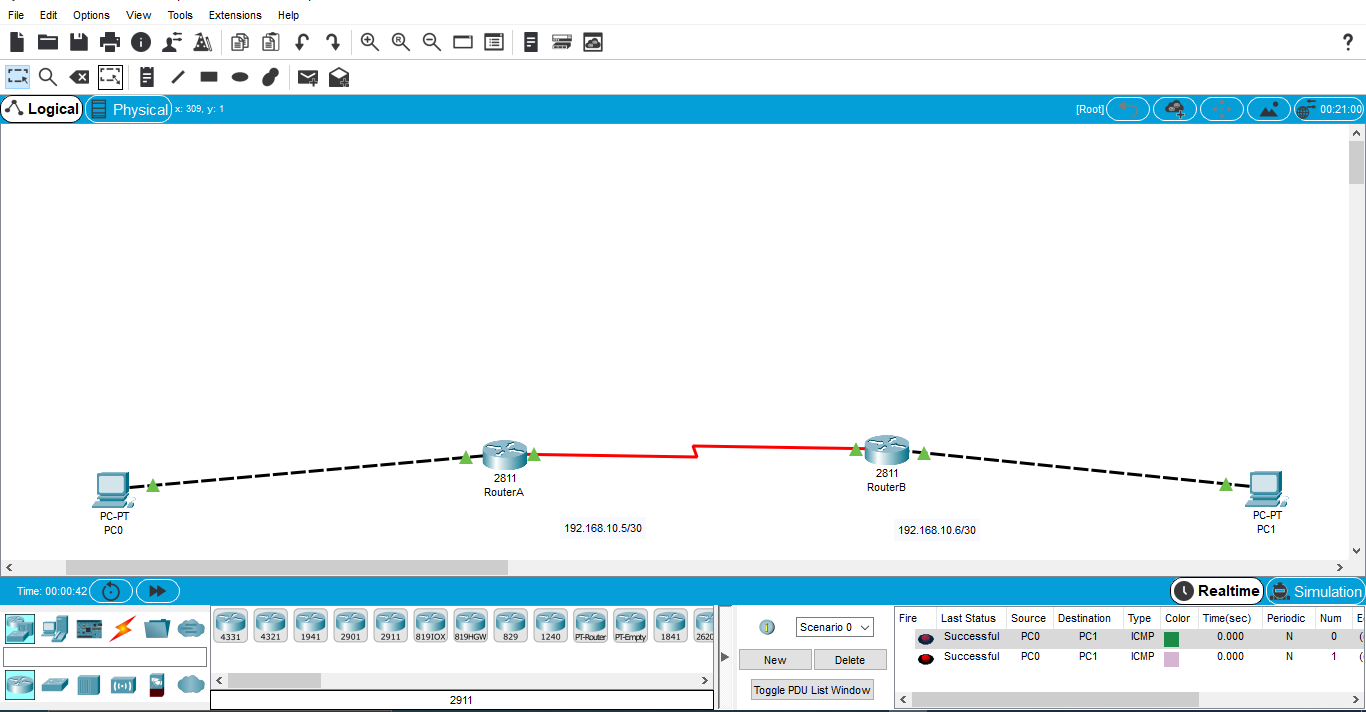 File Edit Options View Tools Extensions Help
?
Logical Physical x: 309, y: 1 [Root] 00:21:00
2811
RouterA
2811
RouterB
PC-PT
PC0
PC-PT
PC1
192.168.10.5/30
192.168.10.6/30
Time: 00:00:42 Realtime Simulation
4331 4321 1941 2901 2911 819IOX 819HGW 829 1240 PT-Router PT-Empty 1841 2620
2911
Scenario 0
New Delete
Toggle PDU List Window
Fire Last Status Source Destination Type Color Time(sec) Periodic Num
Successful PC0 PC1 ICMP 0.000 N 0
Successful PC0 PC1 ICMP 0.000 N 1